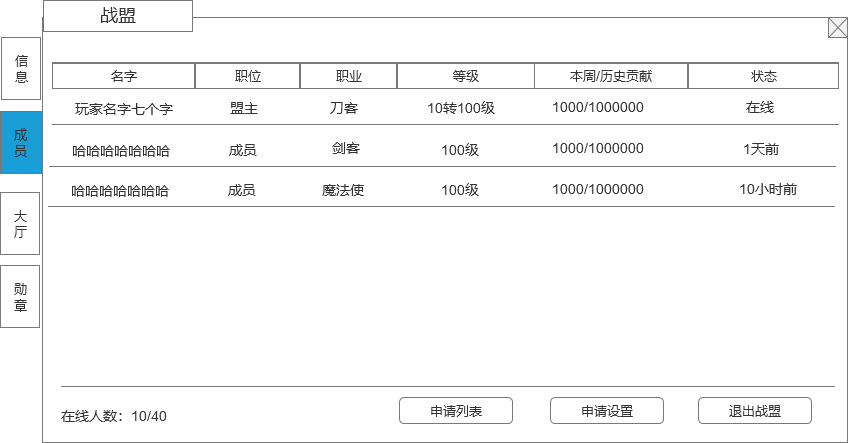 战盟
信息
成员
大厅
勋章
名字 职位 职业 等级 本周/历史贡献 状态
玩家名字七个字 盟主 刀客 10转100级 1000/1000000 在线
哈哈哈哈哈哈哈 成员 剑客 100级 1000/1000000 1天前
哈哈哈哈哈哈哈 成员 魔法使 100级 1000/1000000 10小时前
在线人数：10/40 申请列表 申请设置 退出战盟